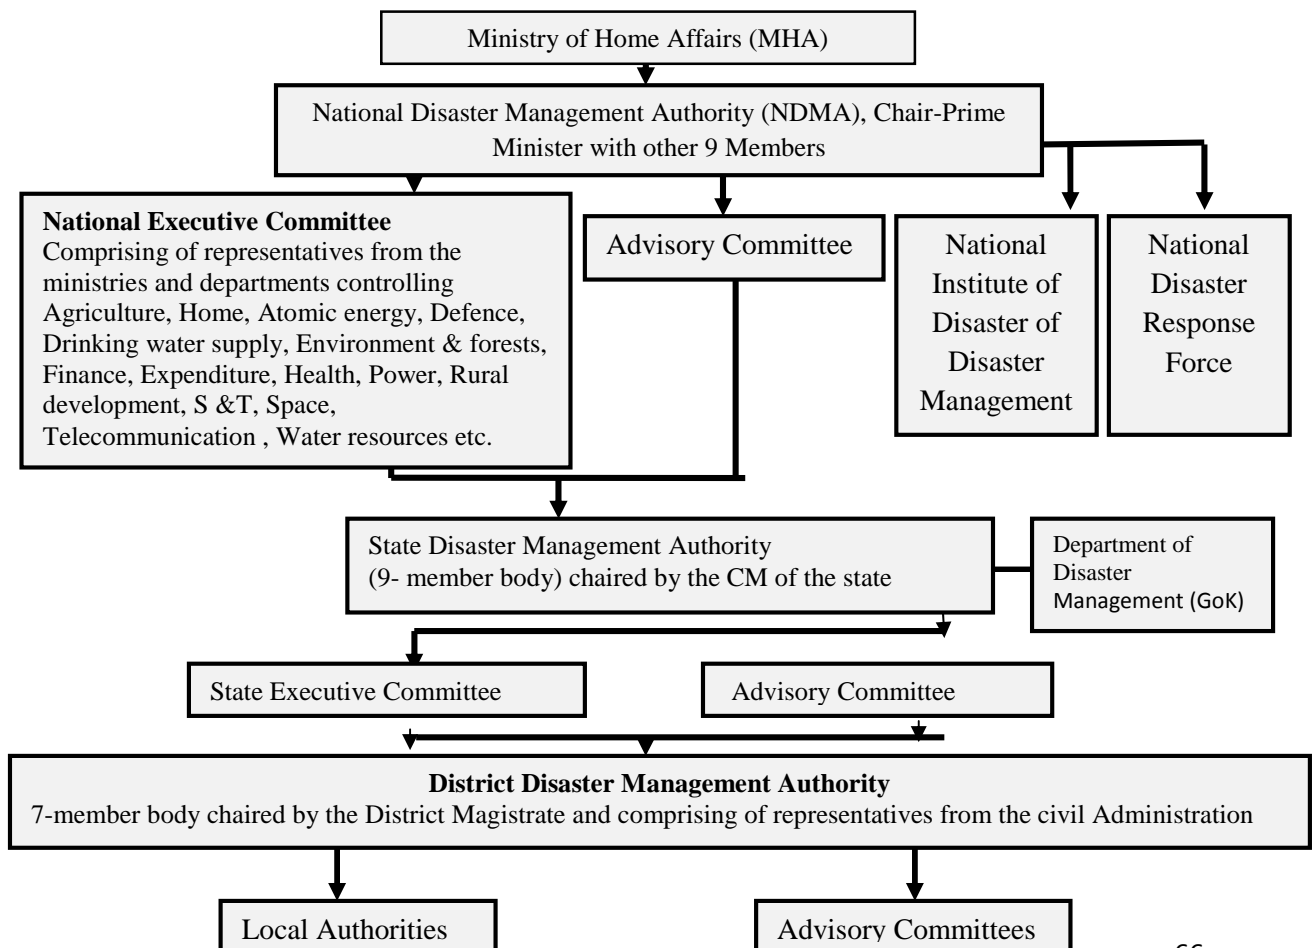 Ministry of Home Affairs (MHA)
National Disaster Management Authority (NDMA), Chair-Prime
Minister with other 9 Members
National Executive Committee
Comprising of representatives from the
ministries and departments controlling
Agriculture, Home, Atomic energy, Defence,
Drinking water supply, Environment & forests,
Finance, Expenditure, Health, Power, Rural
development, S &T, Space,
Telecommunication , Water resources etc.
Advisory Committee
National
Institute of
Disaster of
Disaster
Management
National
Disaster
Response
Force
State Disaster Management Authority
(9- member body) chaired by the CM of the state
Department of
Disaster
Management (GoK)
State Executive Committee
Advisory Committee
District Disaster Management Authority
7-member body chaired by the District Magistrate and comprising of representatives from the civil Administration
Local Authorities
Advisory Committees